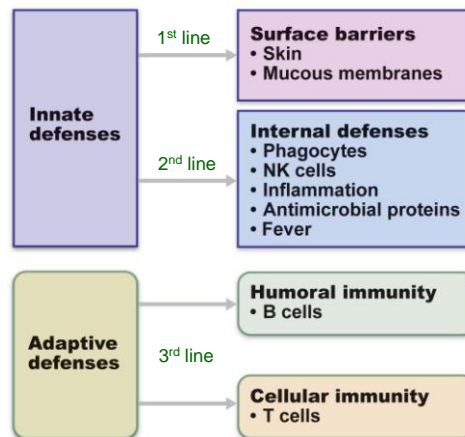 1st line
Surface barriers
• Skin
• Mucous membranes
Innate
defenses
2nd line
Internal defenses
• Phagocytes
• NK cells
• Inflammation
• Antimicrobial proteins
• Fever
Adaptive
defenses
3rd line
Humoral immunity
• B cells
Cellular immunity
• T cells